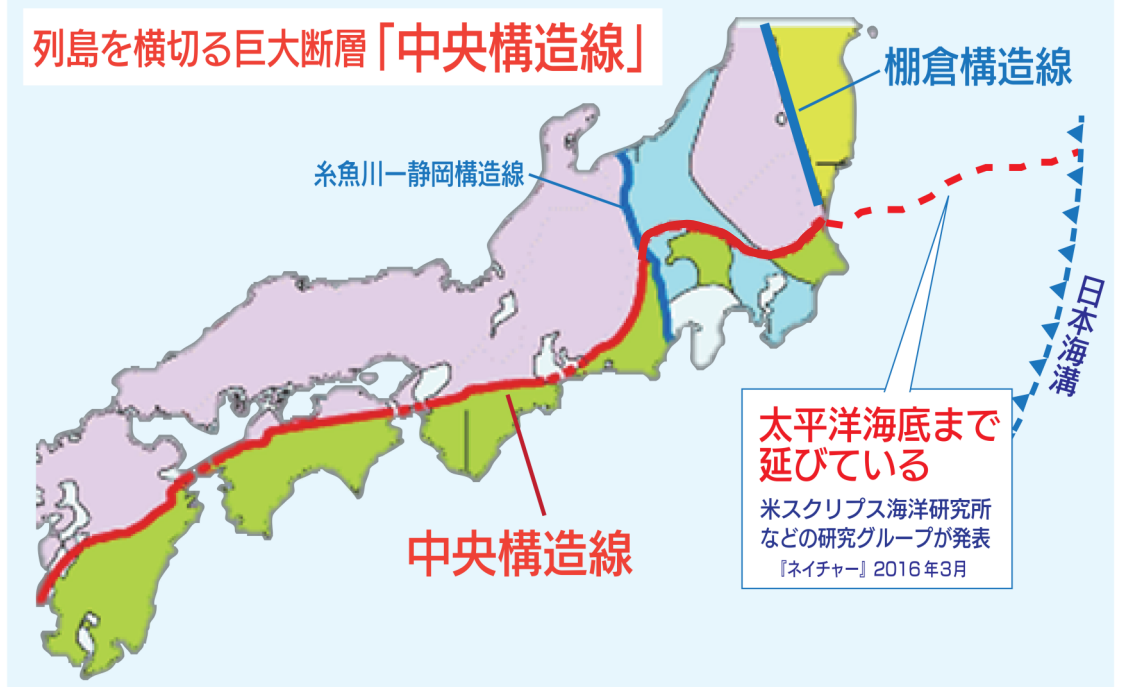 列島を横切る巨大断層「中央構造線」
棚倉構造線
糸魚川ー静岡構造線
日本海溝
太平洋海底まで
延びている
米スクリプス海洋研究所
などの研究グループが発表
『ネイチャー』2016年3月
中央構造線